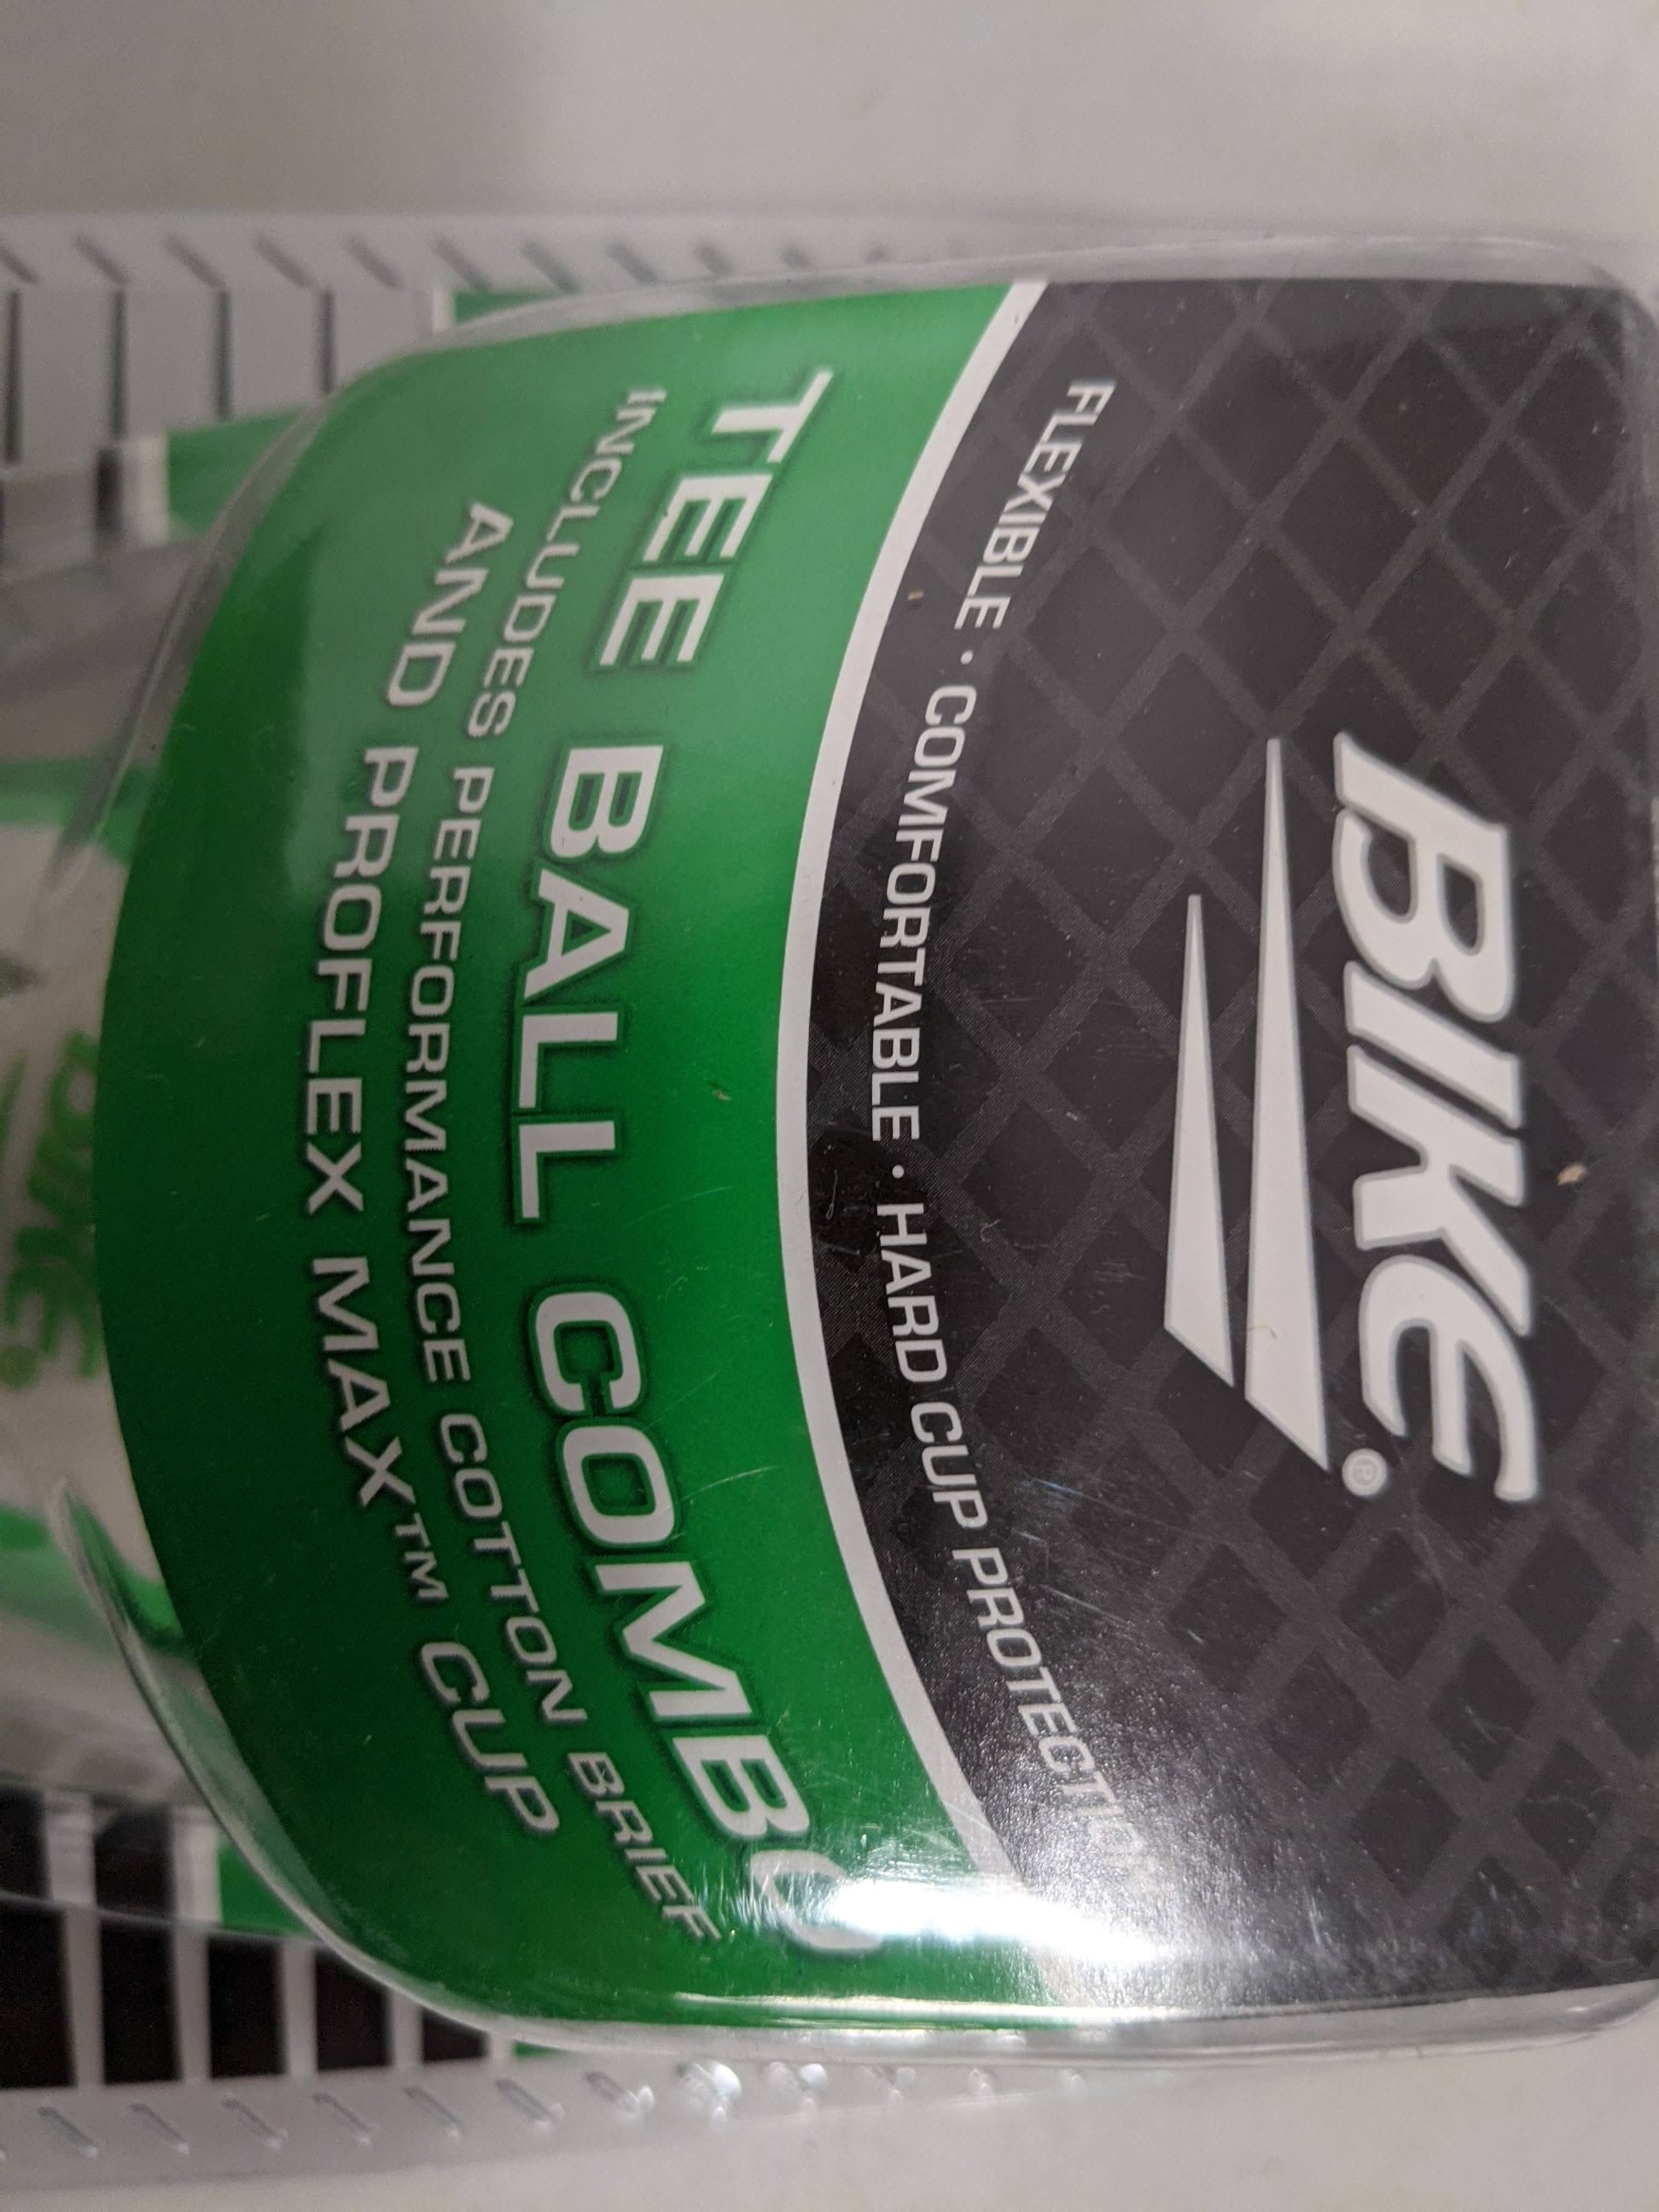 BIKE®
FLEXIBLE · COMFORTABLE · HARD CUP PROTECTION
TEE BALL COMBO
INCLUDES PERFORMANCE COTTON BRIEF
AND PROFLEX MAX™ CUP